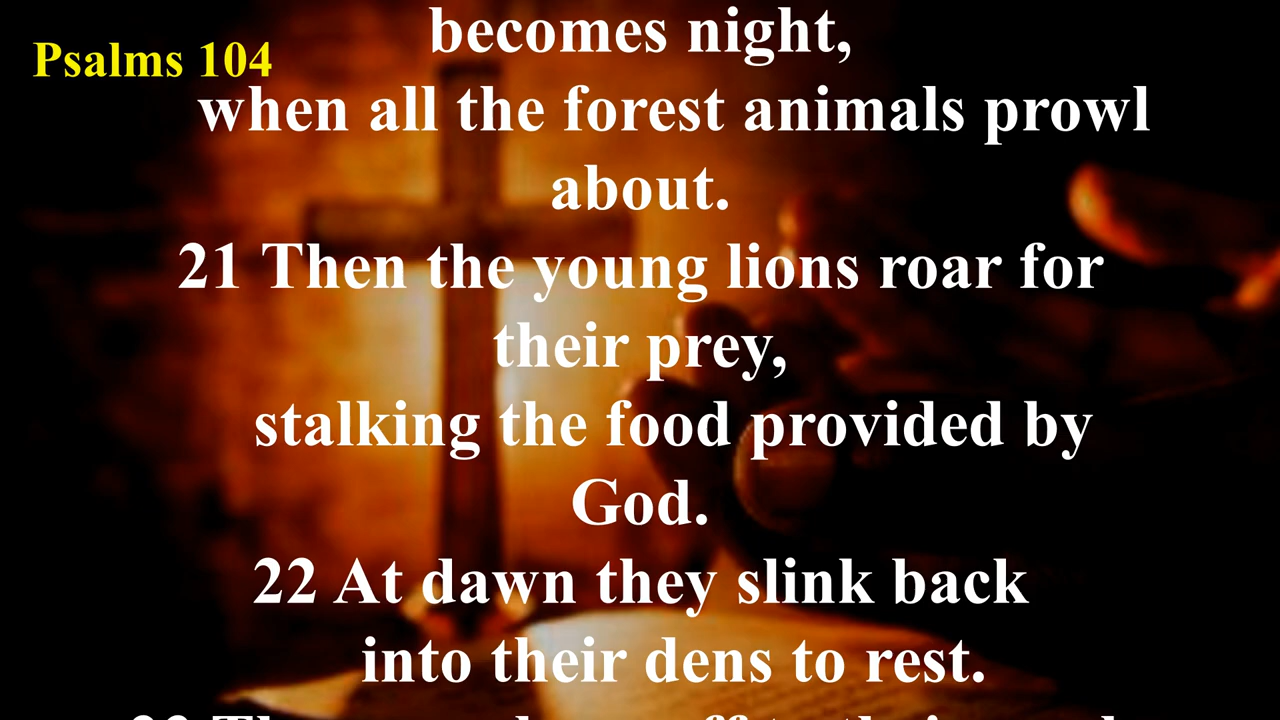 Psalms 104
becomes night,
when all the forest animals prowl
about.
21 Then the young lions roar for
their prey,
stalking the food provided by
God.
22 At dawn they slink back
into their dens to rest.